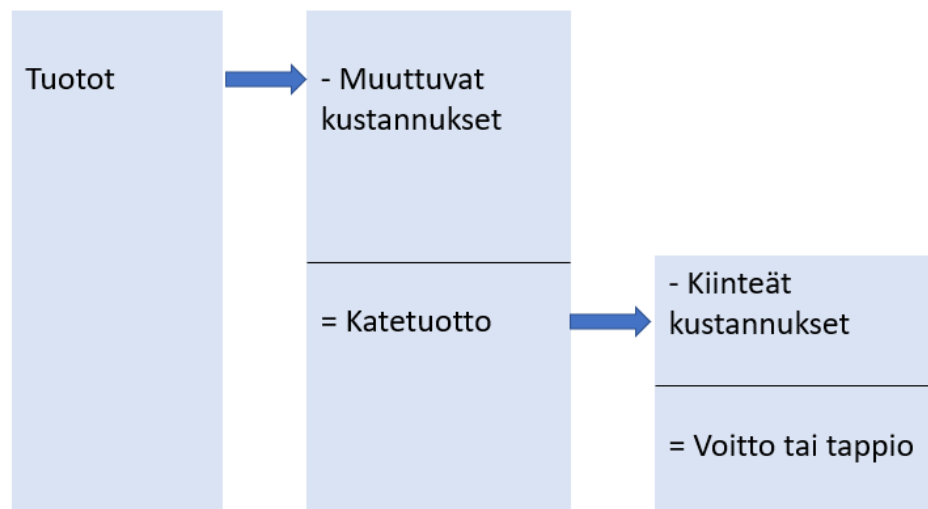 Tuotot
- Muuttuvat
kustannukset
= Katetuotto
- Kiinteät
kustannukset
= Voitto tai tappio